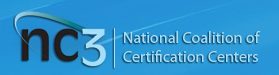 nc3
National Coalition of
Certification Centers